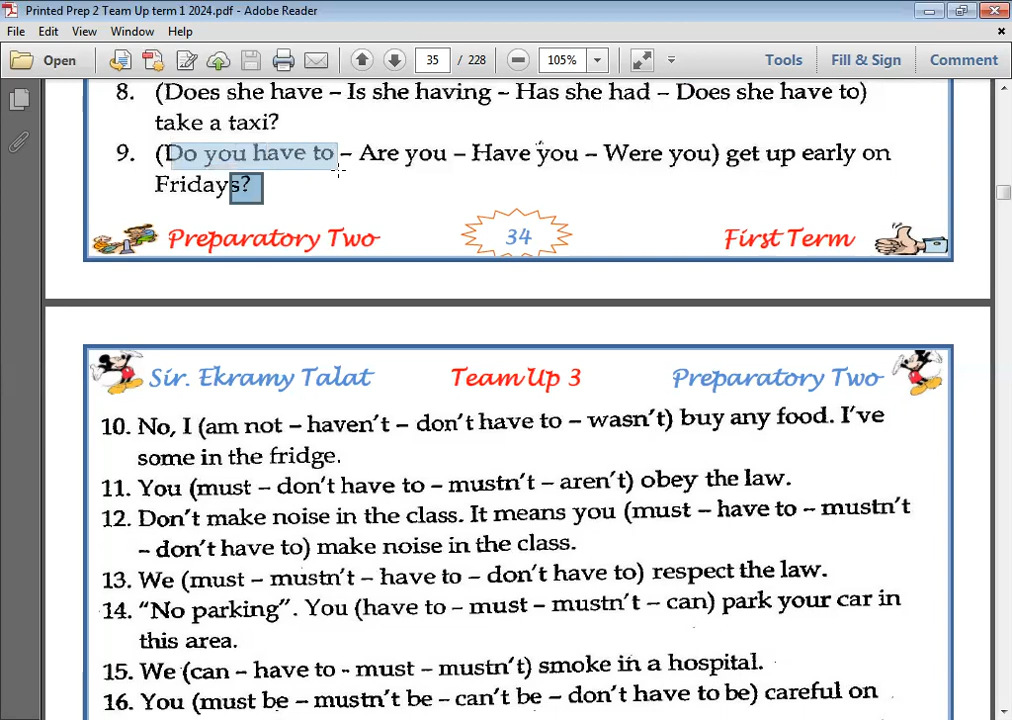 Printed Prep 2 Team Up term 1 2024.pdf - Adobe Reader
File Edit View Window Help
Open 35 / 228 105% Tools Fill & Sign Comment
8. (Does she have – Is she having – Has she had – Does she have to)
take a taxi?
9. (Do you have to – Are you – Have you – Were you) get up early on
Fridays?
Preparatory Two 34 First Term
Sir. Ekramy Talat Team Up 3 Preparatory Two
10. No, I (am not – haven't – don't have to – wasn't) buy any food. I've
some in the fridge.
11. You (must – don't have to – mustn't – aren't) obey the law.
12. Don't make noise in the class. It means you (must – have to – mustn't
– don't have to) make noise in the class.
13. We (must – mustn't – have to – don't have to) respect the law.
14. “No parking”. You (have to – must – mustn't – can) park your car in
this area.
15. We (can – have to - must – mustn't) smoke in a hospital.
16. You (must be – mustn't be – can't be – don't have to be) careful on